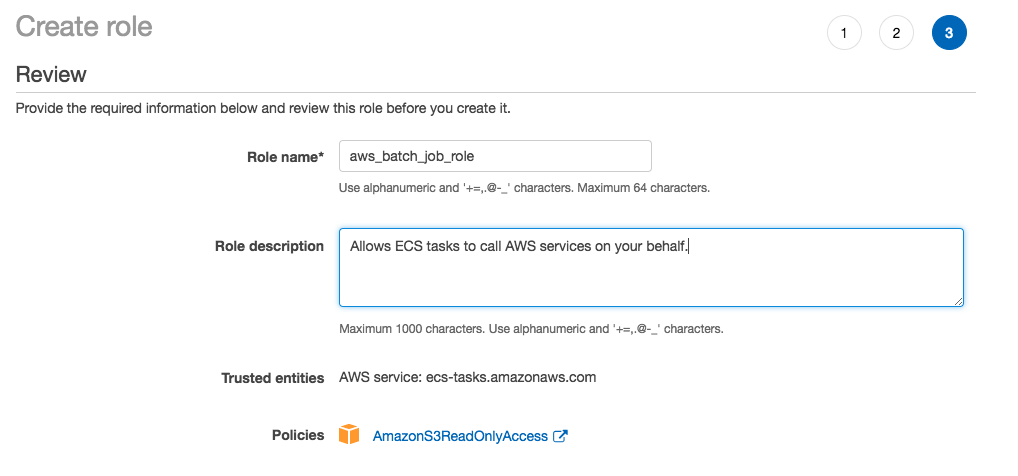 Create role
1 2 3
Review
Provide the required information below and review this role before you create it.
Role name* aws_batch_job_role
Use alphanumeric and '+=,.@-_' characters. Maximum 64 characters.
Role description Allows ECS tasks to call AWS services on your behalf.
Maximum 1000 characters. Use alphanumeric and '+=,.@-_' characters.
Trusted entities AWS service: ecs-tasks.amazonaws.com
Policies AmazonS3ReadOnlyAccess